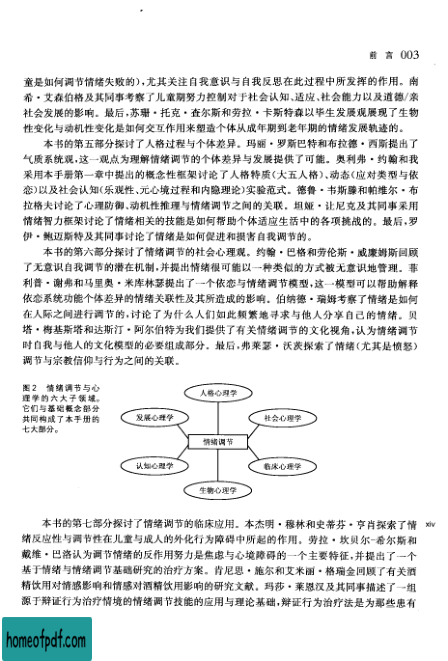 前 言 003
童是如何调节情绪失败的),尤其关注自我意识与自我反思在此过程中所发挥的作用。南
希·艾森伯格及其同事考察了儿童期努力控制对于社会认知、适应、社会能力以及道德/亲
社会发展的影响。最后,苏珊·托克·查尔斯和劳拉·卡斯特森以毕生发展观展现了生物
性变化与动机性变化是如何交互作用来塑造个体从成年期到老年期的情绪发展轨迹的。
本书的第五部分探讨了人格过程与个体差异。玛丽·罗斯巴特和布拉德·西斯提出了
气质系统观,这一观点为理解情绪调节的个体差异与发展提供了可能。奥利弗·约翰和我
采用本手册第一章中提出的概念性框架讨论了人格特质(大五人格)、动态(应对类型与依
恋)以及社会认知(乐观性、元心境过程和内隐理论)实验范式。德鲁·韦斯滕和帕维尔·布
拉格夫讨论了心理防御、动机性推理与情绪调节之间的关联。坦娅·让尼克及其同事采用
情绪智力框架讨论了情绪相关的技能是如何帮助个体适应生活中的各项挑战的。最后,罗
伊·鲍迈斯特及其同事讨论了情绪是如何促进和损害自我调节的。
本书的第六部分探讨了情绪调节的社会心理观。约翰·巴格和劳伦斯·威廉姆斯回顾
了无意识自我调节的潜在机制,并提出情绪很可能以一种类似的方式被无意识地管理。菲
利普·谢弗和马里奥·米库林瑟提出了一个依恋与情绪调节模型,这一模型可以帮助解释
依恋系统功能个体差异的情绪关联性及其所造成的影响。伯纳德·瑞姆考察了情绪是如何
在人际之间进行调节的,讨论了为什么人们如此频繁地寻求与他人分享自己的情绪。贝
塔·梅基斯塔和达斯汀·阿尔伯特为我们提供了有关情绪调节的文化视角,认为情绪调节
时自我与他人的文化模型的必要组成部分。最后,弗莱瑟·沃茨探索了情绪(尤其是愤怒)
调节与宗教信仰与行为之间的关联。
图2 情绪调节与心
理学的六大子领域。
它们与基础概念部分
共同构成了本手册的
七大部分。
人格心理学
发展心理学
社会心理学
情绪调节
认知心理学
临床心理学
生物心理学
本书的第七部分探讨了情绪调节的临床应用。本杰明·穆林和史蒂芬·亨肖探索了情 xiv
绪反应性与调节性在儿童与成人的外化行为障碍中所起的作用。劳拉·坎贝尔-希尔斯和
戴维·巴洛认为调节情绪的反作用努力是焦虑与心境障碍的一个主要特征,并提出了一个
基于情绪与情绪调节基础研究的治疗方案。肯尼思·施尔和艾米丽·格瑞金回顾了有关酒
精饮用对情感影响和情感对酒精饮用影响的研究文献。玛莎·莱恩汉及其同事描述了一组
源于辩证行为治疗情境的情绪调节技能的应用与理论基础,辩证行为治疗法是为那些患有
homeofpdf.com